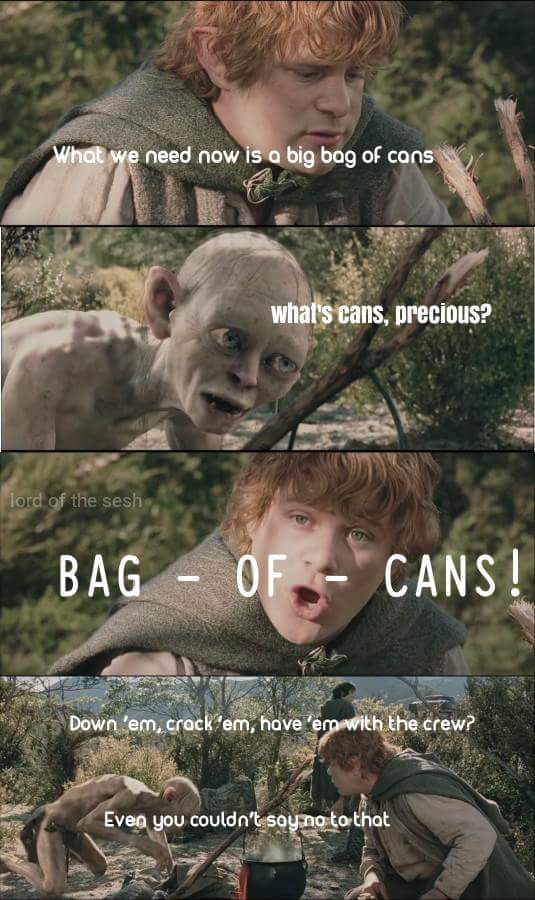 What we need now is a big bag of cans
what's cans, precious?
lord of the sesh
BAG - OF - CANS!
Down 'em, crack 'em, have 'em with the crew?
Even you couldn't say no to that